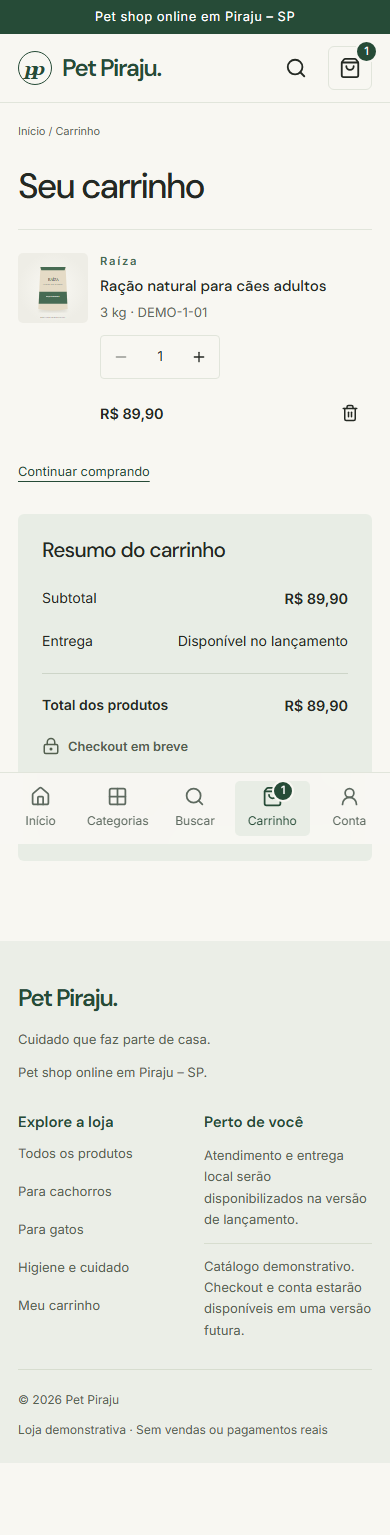 Pet shop online em Piraju – SP
pp Pet Piraju. 1
Início / Carrinho
Seu carrinho
Raíza
Ração natural para cães adultos
3 kg · DEMO-1-01
− 1 +
R$ 89,90
Continuar comprando
Resumo do carrinho
Subtotal R$ 89,90
Entrega Disponível no lançamento
Total dos produtos R$ 89,90
Checkout em breve
1
Início Categorias Buscar Carrinho Conta
Pet Piraju.
Cuidado que faz parte de casa.
Pet shop online em Piraju – SP.
Explore a loja
Todos os produtos
Para cachorros
Para gatos
Higiene e cuidado
Meu carrinho
Perto de você
Atendimento e entrega
local serão
disponibilizados na versão
de lançamento.
Catálogo demonstrativo.
Checkout e conta estarão
disponíveis em uma versão
futura.
© 2026 Pet Piraju
Loja demonstrativa · Sem vendas ou pagamentos reais